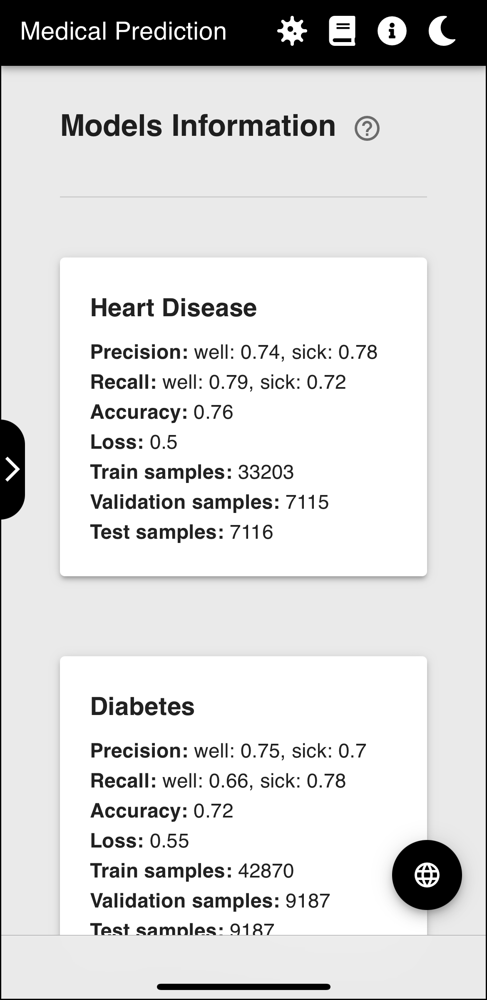 Medical Prediction
Models Information
Heart Disease
Precision: well: 0.74, sick: 0.78
Recall: well: 0.79, sick: 0.72
Accuracy: 0.76
Loss: 0.5
Train samples: 33203
Validation samples: 7115
Test samples: 7116
Diabetes
Precision: well: 0.75, sick: 0.7
Recall: well: 0.66, sick: 0.78
Accuracy: 0.72
Loss: 0.55
Train samples: 42870
Validation samples: 9187
Test samples: 9187